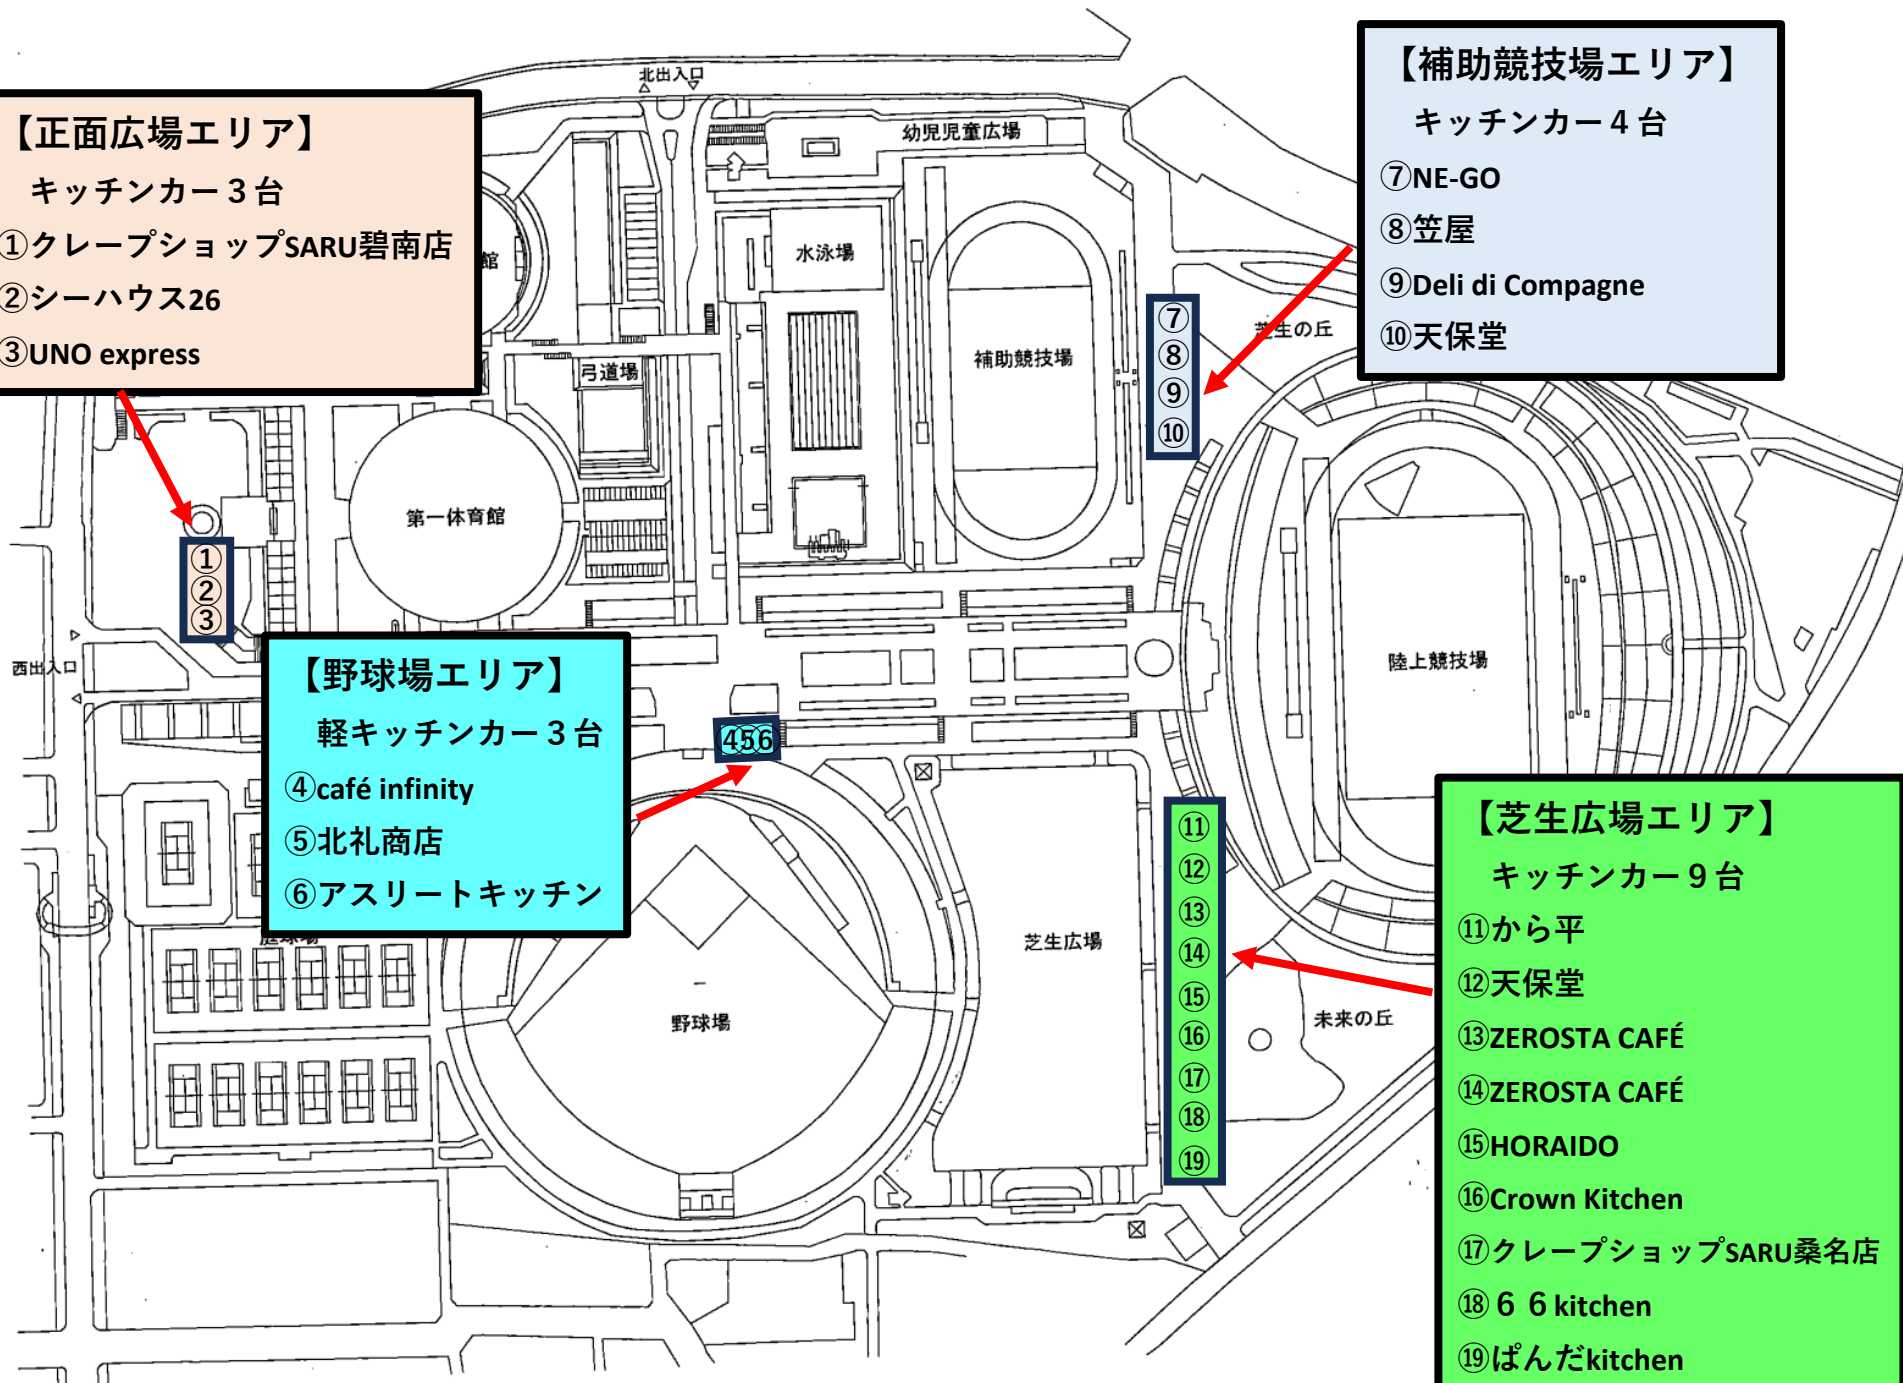 【正面広場エリア】
キッチンカー３台
①クレープショップSARU碧南店
②シーハウス26
③UNO express
北出入口
幼児児童広場
【補助競技場エリア】
キッチンカー４台
⑦NE-GO
⑧笠屋
⑨Deli di Compagne
⑩天保堂
館
水泳場
弓道場
補助競技場
芝生の丘
⑦
⑧
⑨
⑩
第一体育館
①
②
③
西出入口
陸上競技場
【野球場エリア】
軽キッチンカー３台
④café infinity
⑤北礼商店
⑥アスリートキッチン
④⑤⑥
庭球場
野球場
芝生広場
⑪
⑫
⑬
⑭
⑮
⑯
⑰
⑱
⑲
未来の丘
【芝生広場エリア】
キッチンカー９台
⑪から平
⑫天保堂
⑬ZEROSTA CAFÉ
⑭ZEROSTA CAFÉ
⑮HORAIDO
⑯Crown Kitchen
⑰クレープショップSARU桑名店
⑱６６kitchen
⑲ぱんだkitchen